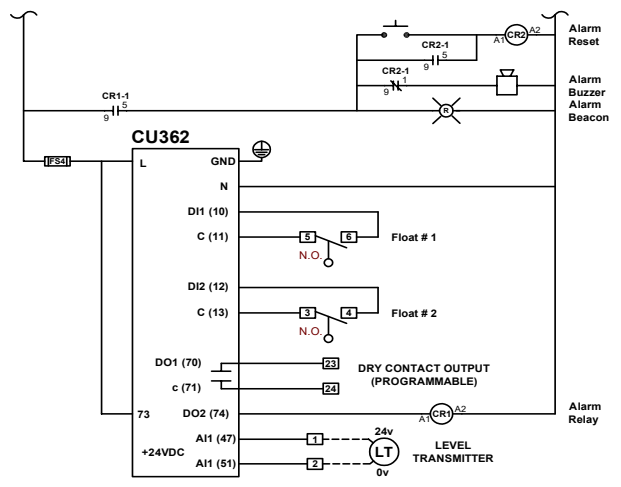 CR2
A1
A2
Alarm
Reset
CR2-1
9
5
CR2-1
9
1
Alarm
Buzzer
CR1-1
9
5
R
Alarm
Beacon
CU362
FS4
L
GND
N
DI1 (10)
C (11)
5
6
Float # 1
N.O.
DI2 (12)
C (13)
3
4
Float # 2
N.O.
DO1 (70)
23
c (71)
24
DRY CONTACT OUTPUT
(PROGRAMMABLE)
73
DO2 (74)
A1
CR1
A2
Alarm
Relay
+24VDC
AI1 (47)
1
24v
AI1 (51)
2
LT
0v
LEVEL
TRANSMITTER